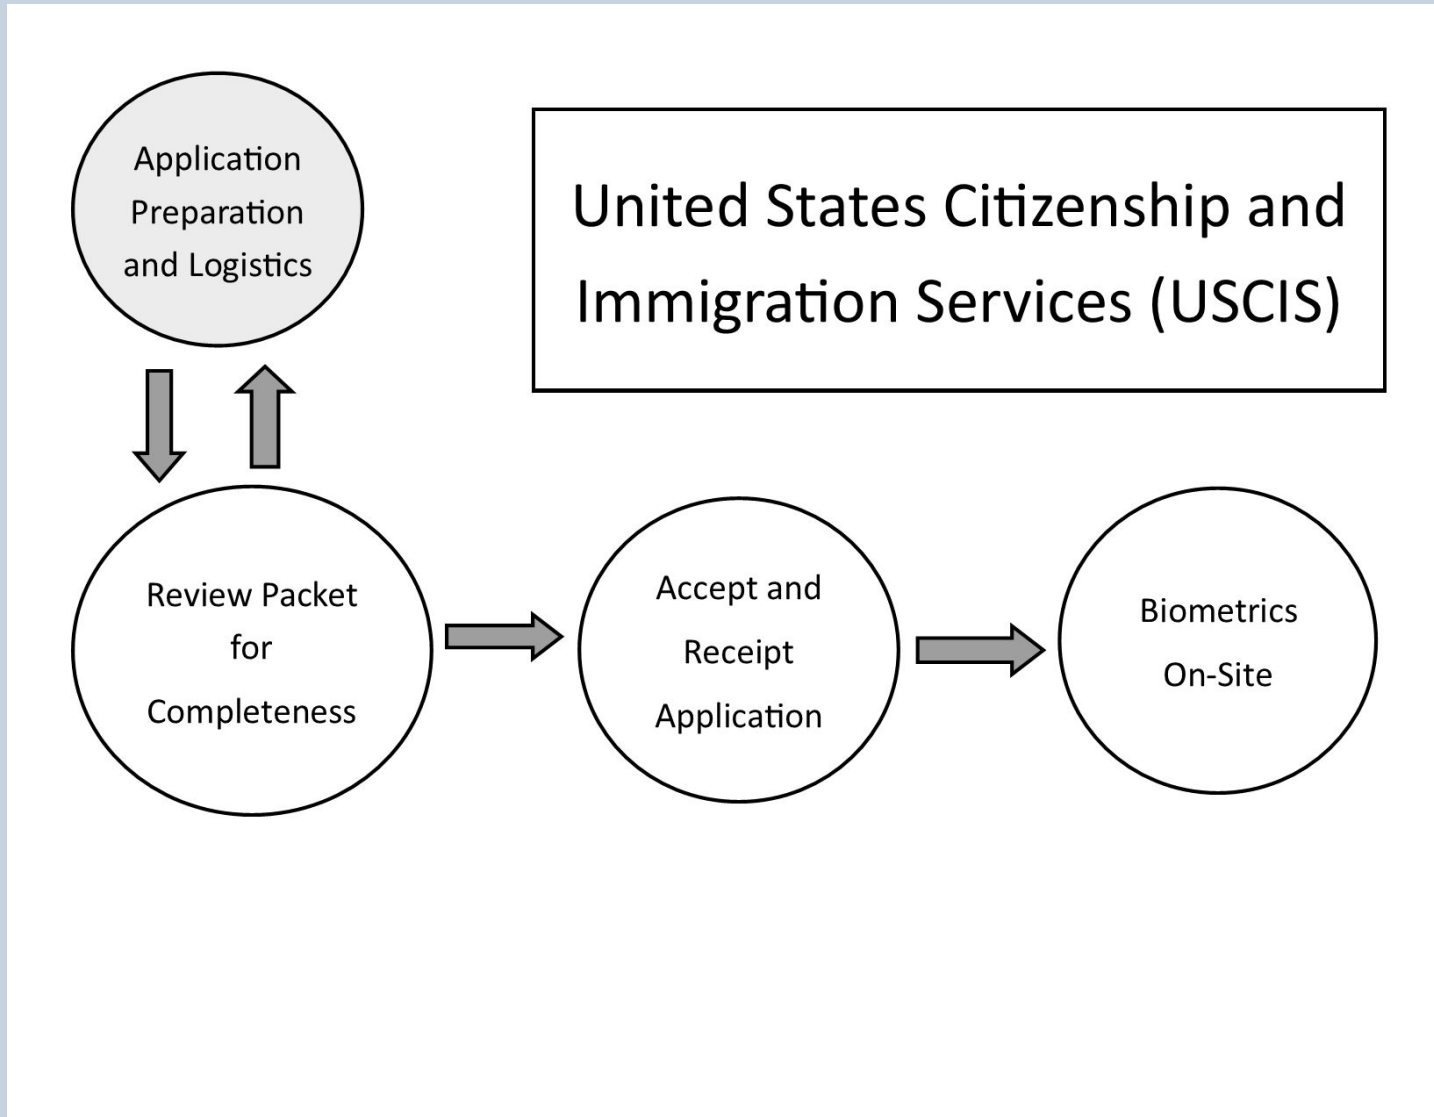 Application
Preparation
and Logistics
United States Citizenship and
Immigration Services (USCIS)
Review Packet
for
Completeness
Accept and
Receipt
Application
Biometrics
On-Site